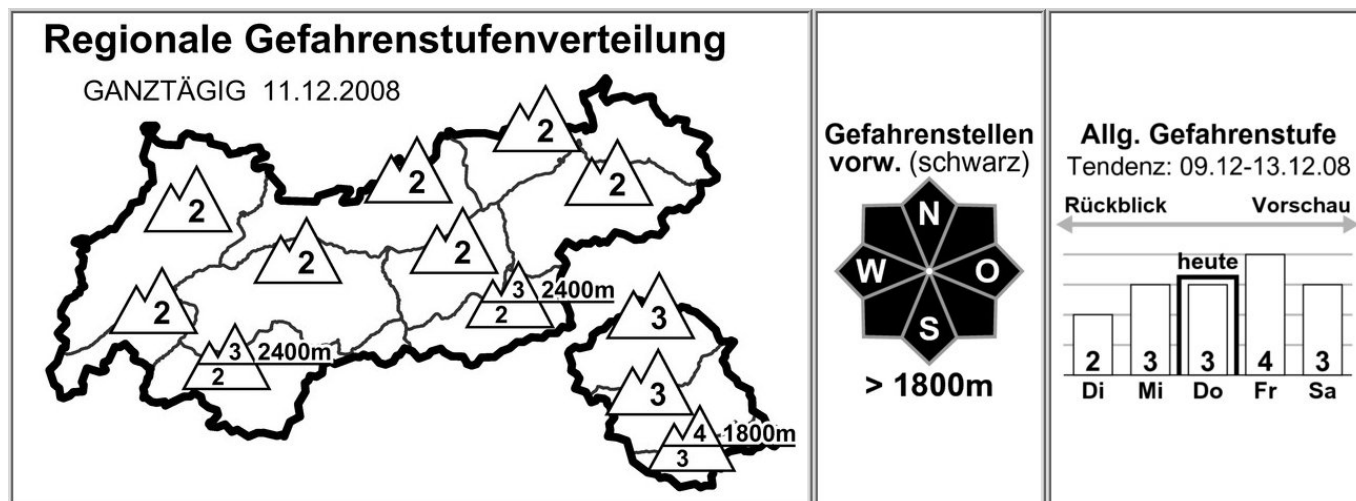 Regionale Gefahrenstufenverteilung
GANZTÄGIG 11.12.2008
2
2
2
2
2
2
2
3
2400m
2
2
3
2400m
2
3
3
4
1800m
3
Gefahrenstellen
vorw. (schwarz)
N
W
O
S
> 1800m
Allg. Gefahrenstufe
Tendenz: 09.12-13.12.08
Rückblick Vorschau
heute
2 3 3 4 3
Di Mi Do Fr Sa